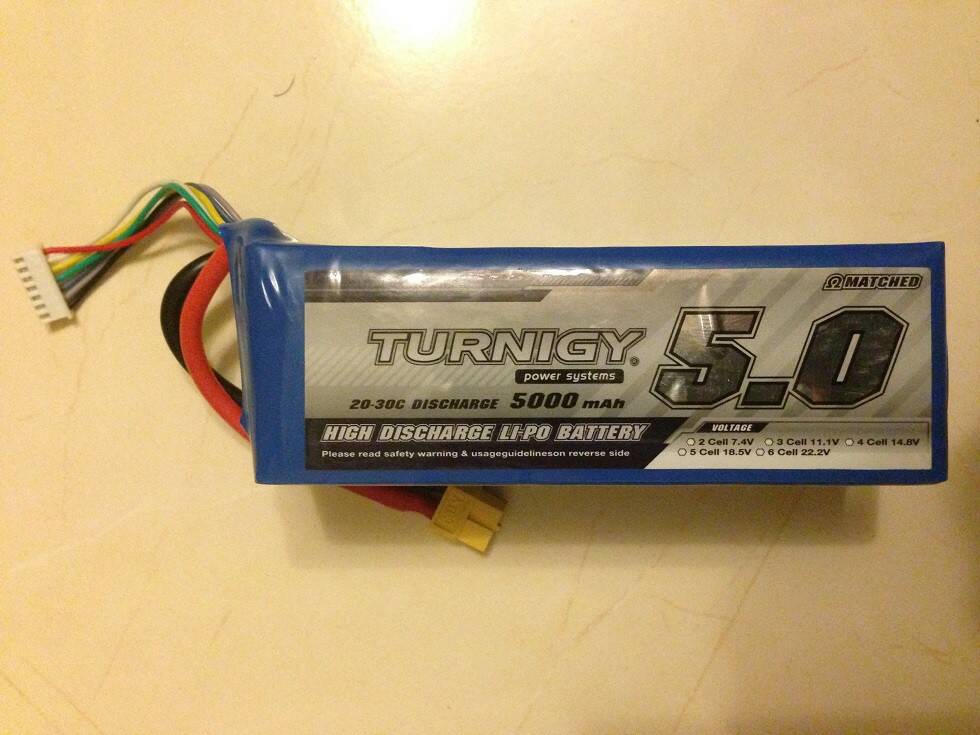 Ω MATCHED
TURNIGY®
5.0
power systems
20-30C DISCHARGE 5000 mAh
HIGH DISCHARGE LI-PO BATTERY
Please read safety warning & usageguidelineson reverse side
VOLTAGE
2 Cell 7.4V 3 Cell 11.1V 4 Cell 14.8V
5 Cell 18.5V 6 Cell 22.2V